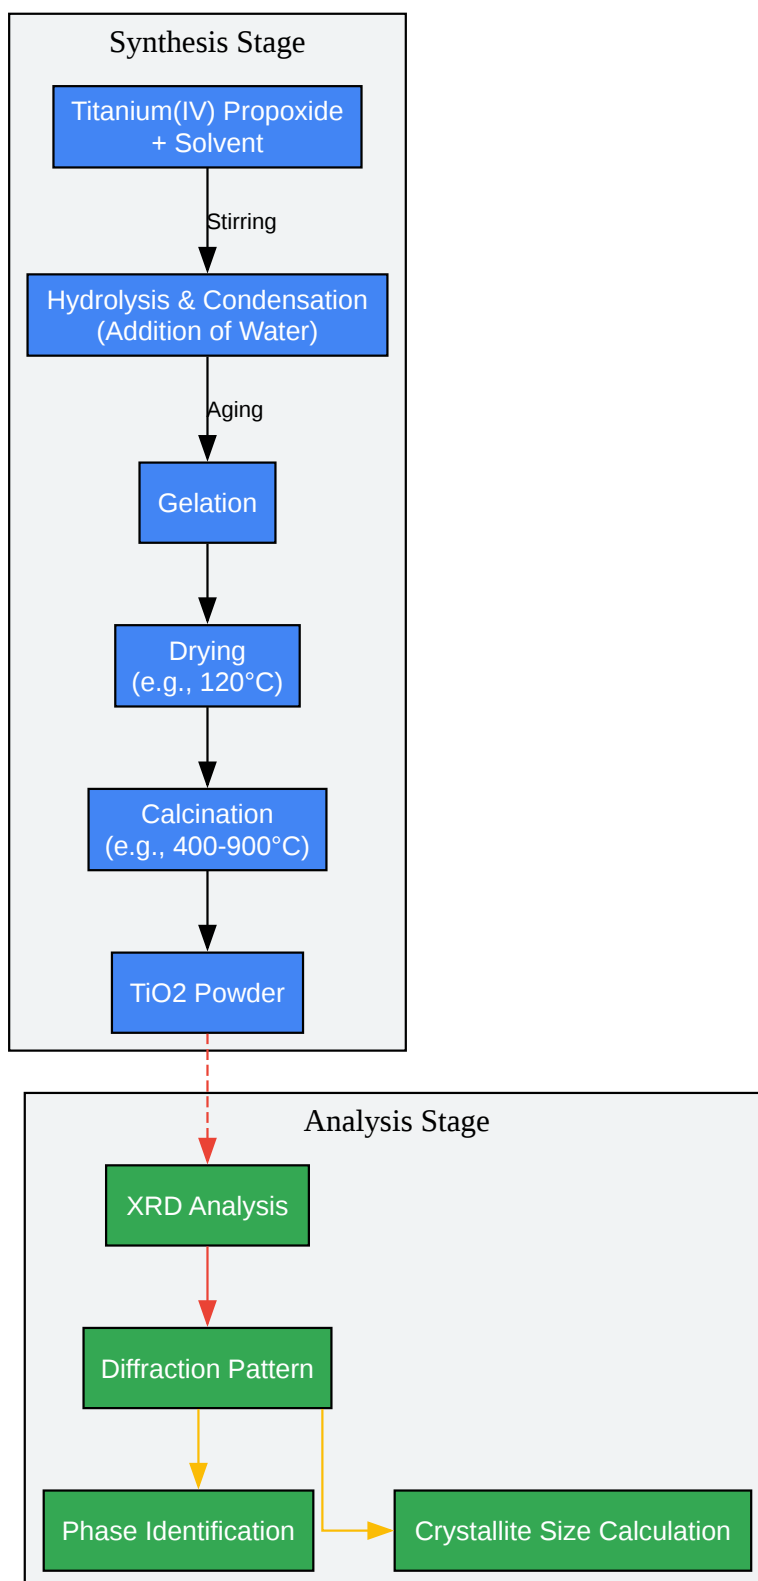 Synthesis Stage
Titanium(IV) Propoxide
+ Solvent
Stirring
Hydrolysis & Condensation
(Addition of Water)
Aging
Gelation
Drying
(e.g., 120°C)
Calcination
(e.g., 400-900°C)
TiO2 Powder
Analysis Stage
XRD Analysis
Diffraction Pattern
Phase Identification
Crystallite Size Calculation